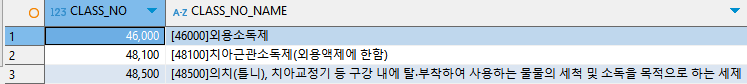 123 CLASS_NO A-Z CLASS_NO_NAME
1 46,000 [46000]외용소독제
2 48,100 [48100]치아근관소독제(외용액제에 한함)
3 48,500 [48500]의치(틀니), 치아교정기 등 구강 내에 탈·부착하여 사용하는 물물의 세척 및 소독을 목적으로 하는 세제